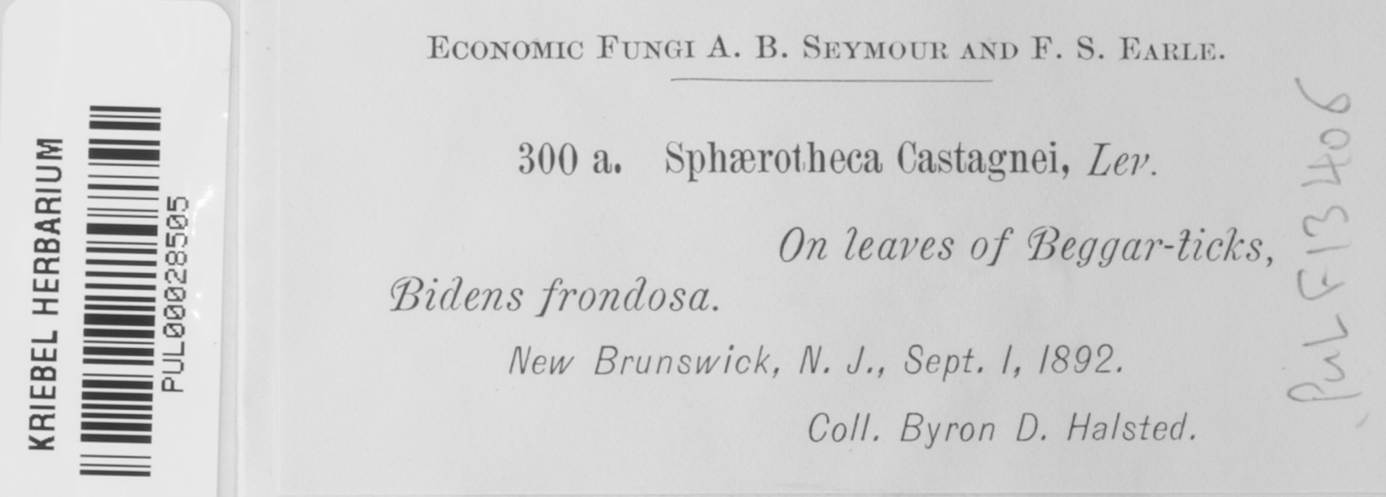 KRIEBEL HERBARIUM
PUL00028505
ECONOMIC FUNGI A. B. SEYMOUR AND F. S. EARLE.
300 a. Sphærotheca Castagnei, Lev.
On leaves of Beggar-ticks,
Bidens frondosa.
New Brunswick, N. J., Sept. 1, 1892.
Coll. Byron D. Halsted.
PUL F13406